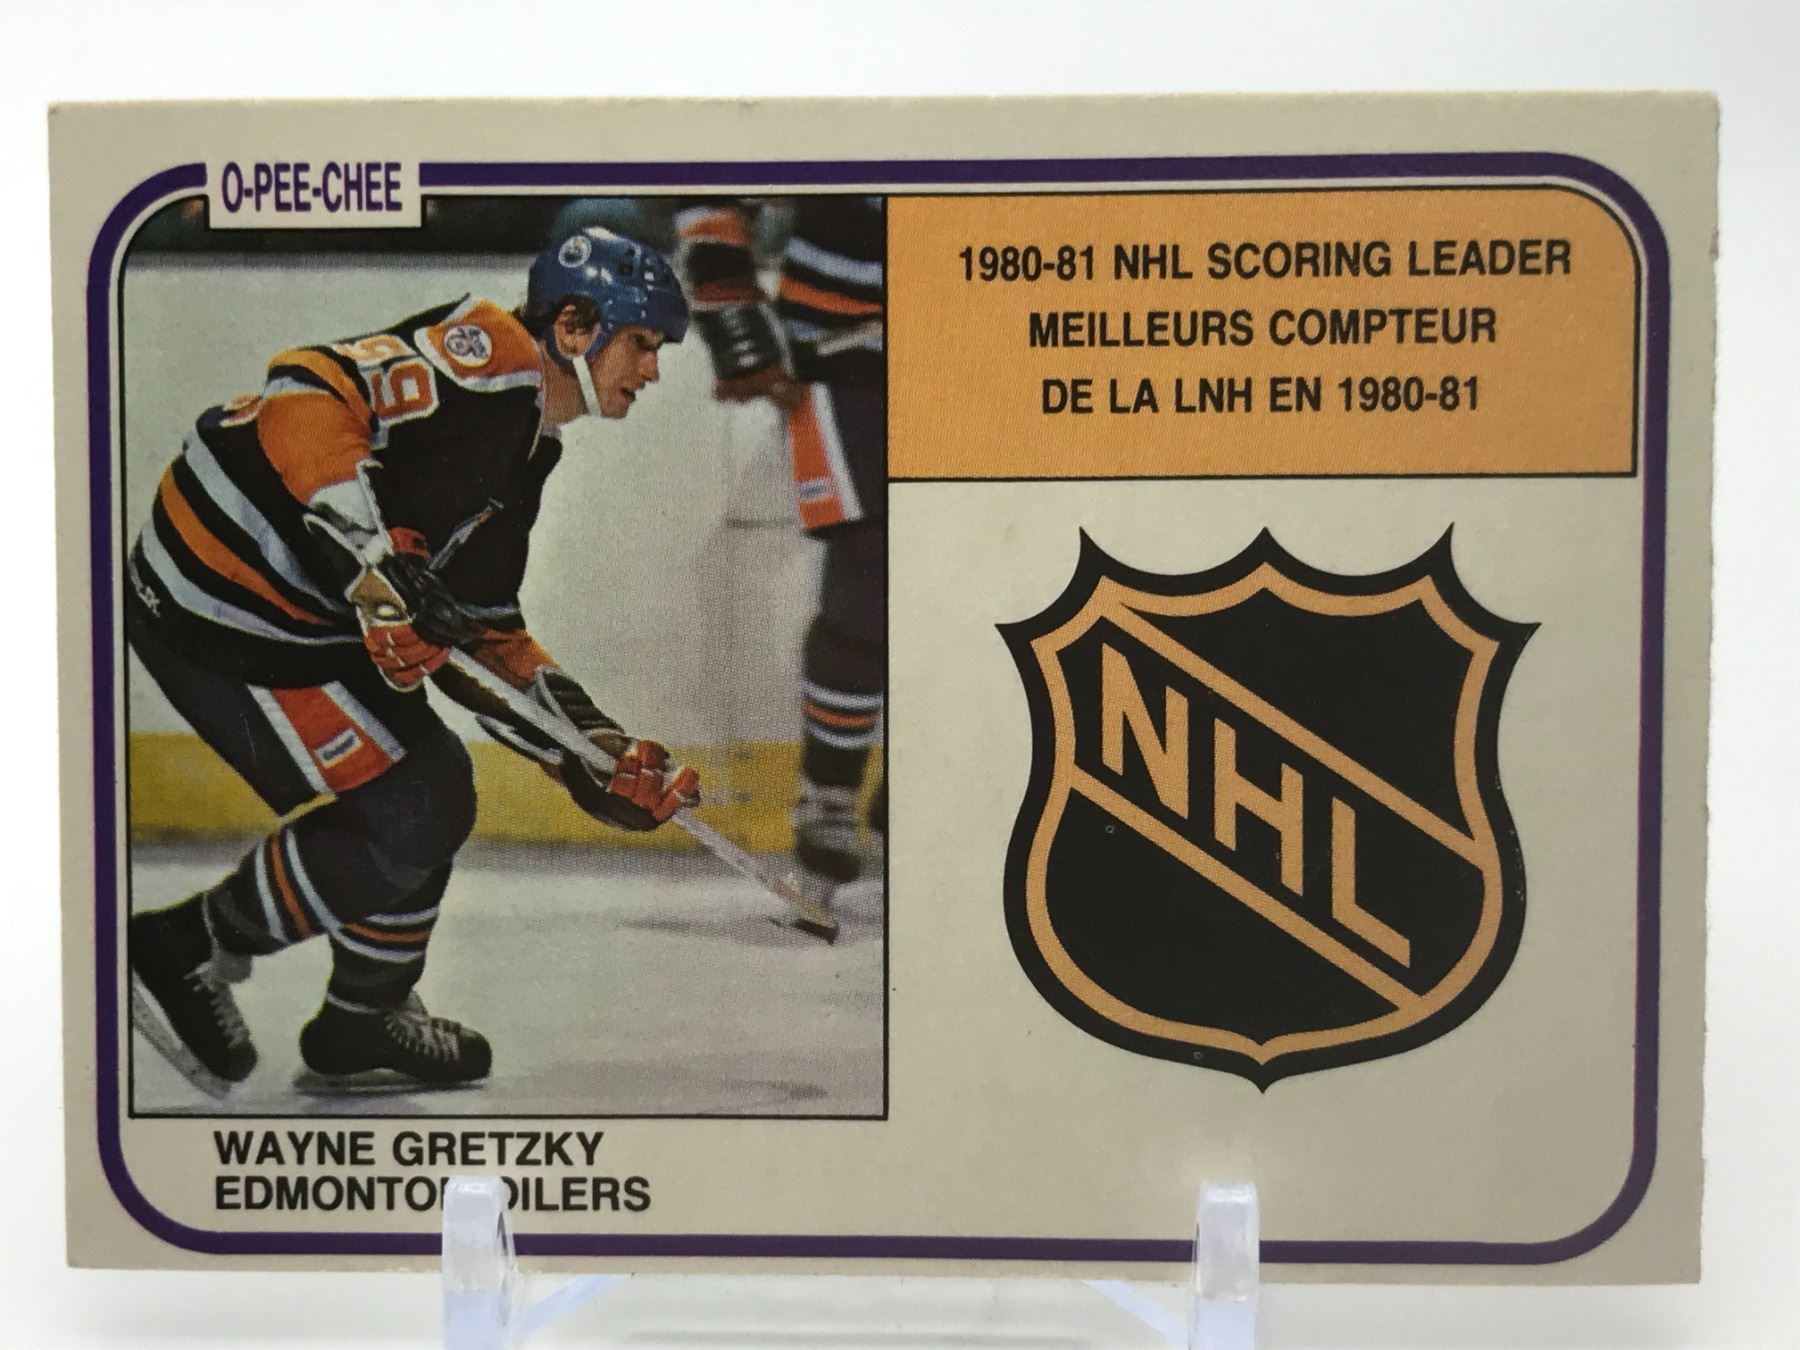 O-PEE-CHEE
1980-81 NHL SCORING LEADER
MEILLEURS COMPTEUR
DE LA LNH EN 1980-81
NHL
WAYNE GRETZKY
EDMONTON OILERS